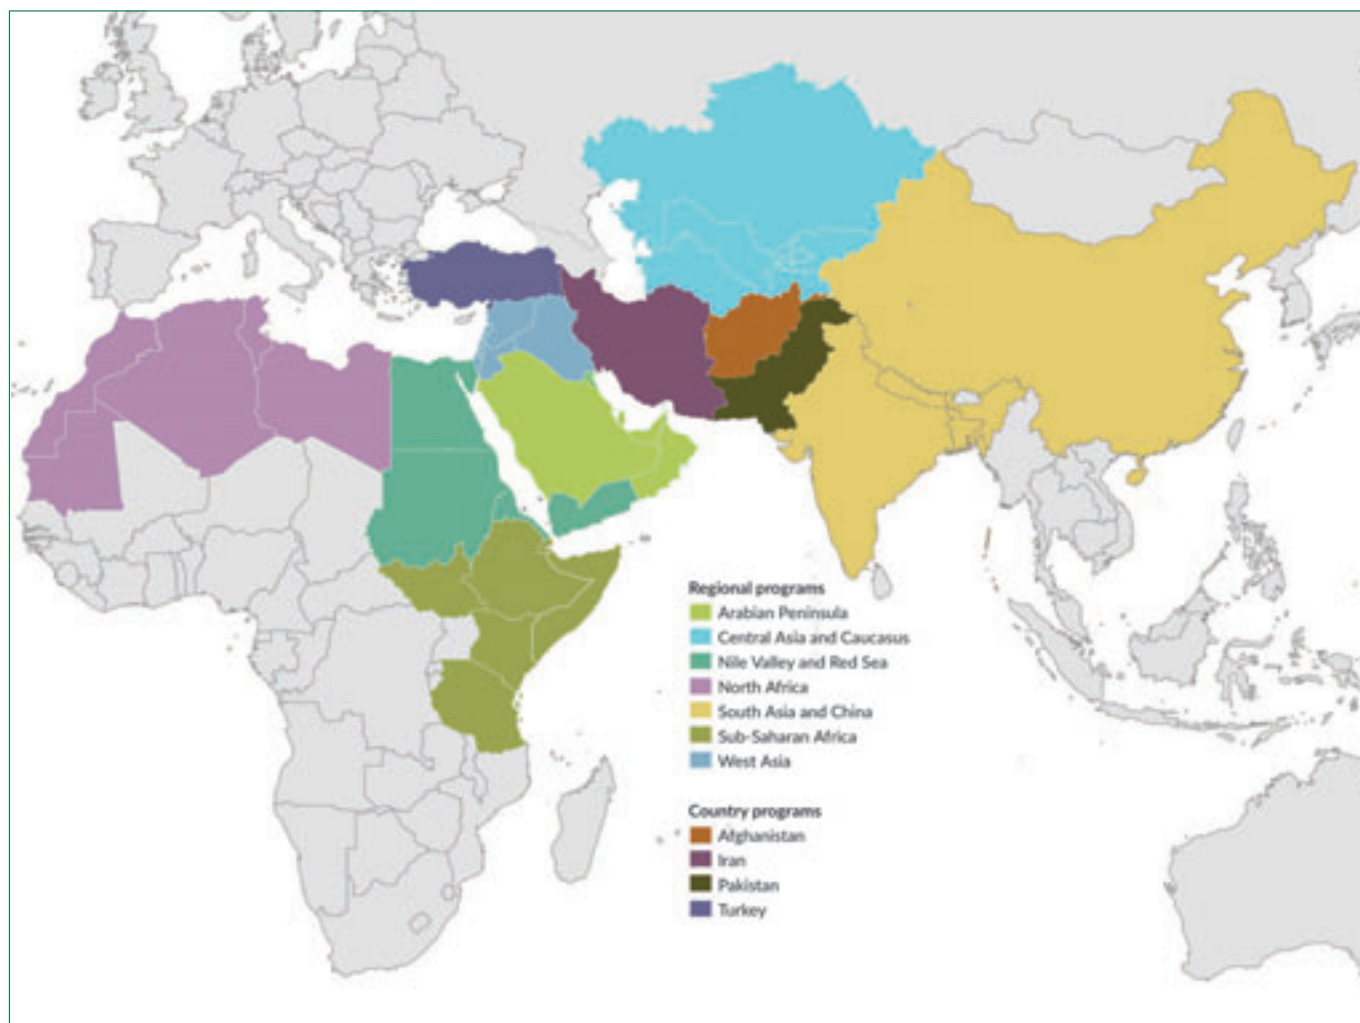 Regional programs
Arabian Peninsula
Central Asia and Caucasus
Nile Valley and Red Sea
North Africa
South Asia and China
Sub-Saharan Africa
West Asia
Country programs
Afghanistan
Iran
Pakistan
Turkey